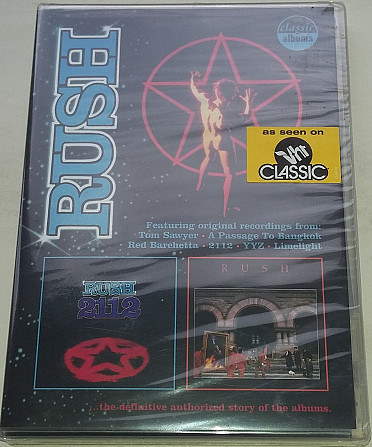 classic
albums
RUSH
as seen on
VH1
CLASSIC
Featuring original recordings from:
Tom Sawyer · A Passage To Bangkok
Red Barchetta · 2112 · YYZ · Limelight
RUSH
2112
RUSH
...the definitive authorized story of the albums.